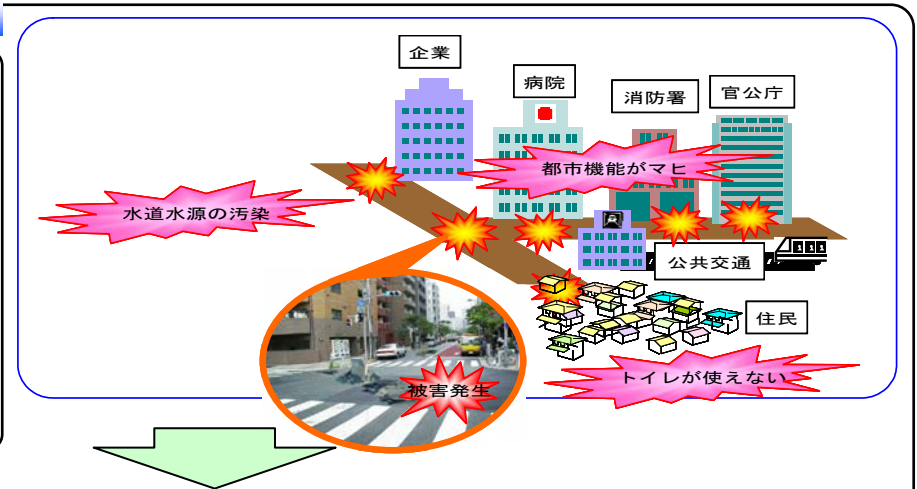 企業
病院
消防署
官公庁
都市機能がマヒ
水道水源の汚染
公共交通
住民
トイレが使えない
被害発生